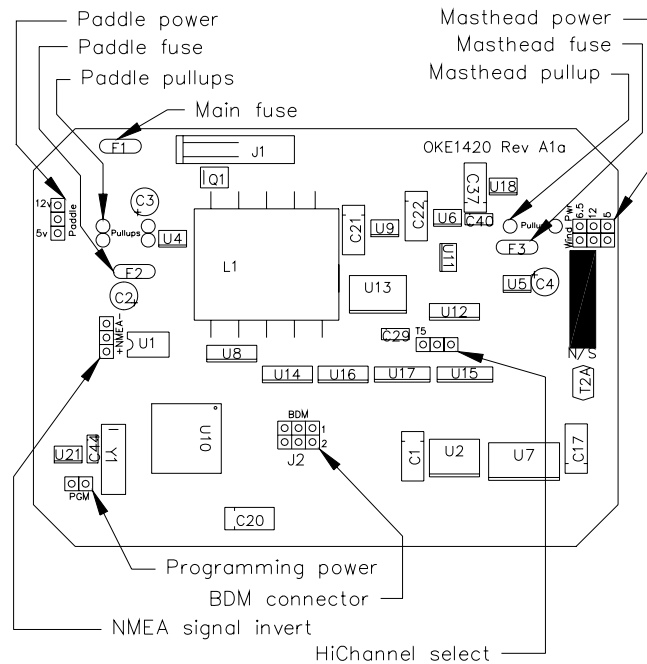 Paddle power
Paddle fuse
Paddle pullups
Main fuse
Masthead power
Masthead fuse
Masthead pullup
F1
J1
OKE1420 Rev A1a
Q1
C37
U18
12v
5v
Paddle
C3
Pullups
U4
C21
U9
C22
U6
C40
Pullup
F3
Wind Pwr
6.5
12
6
L1
U11
F2
C2
U13
U5
C4
U12
+NMEA-
U1
C29
T5
U8
N/S
T2A
U14
U16
U17
U15
U10
BDM
1
2
J2
C1
U2
U7
C17
U21
C44
Y1
PGM
C20
Programming power
BDM connector
NMEA signal invert
HiChannel select